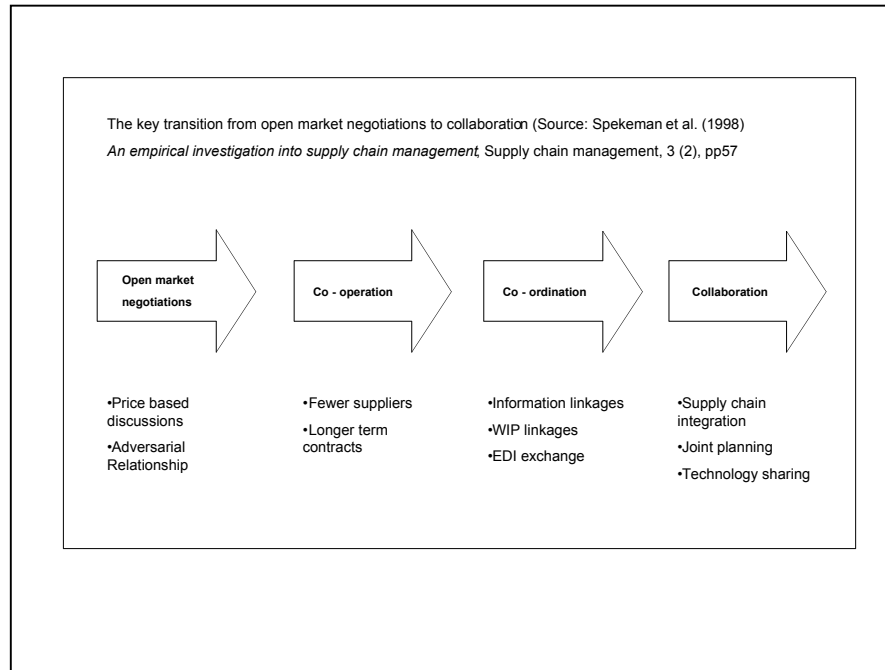 The key transition from open market negotiations to collaboration (Source: Spekeman et al. (1998)
An empirical investigation into supply chain management, Supply chain management, 3 (2), pp57
Open market
negotiations
Co - operation
Co - ordination
Collaboration
•Price based
discussions
•Adversarial
Relationship
•Fewer suppliers
•Longer term
contracts
•Information linkages
•WIP linkages
•EDI exchange
•Supply chain
integration
•Joint planning
•Technology sharing